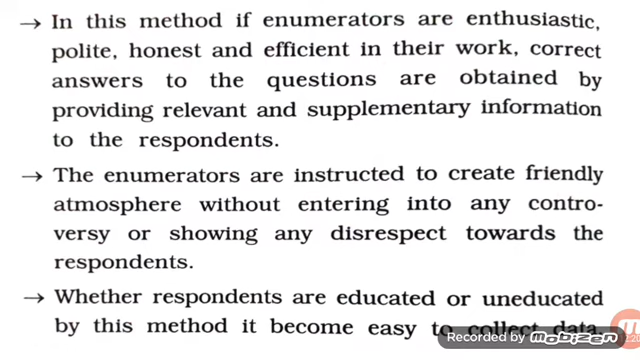 → In this method if enumerators are enthusiastic,
polite, honest and efficient in their work, correct
answers to the questions are obtained by
providing relevant and supplementary information
to the respondents.
→ The enumerators are instructed to create friendly
atmosphere without entering into any contro-
versy or showing any disrespect towards the
respondents.
→ Whether respondents are educated or uneducated
by this method it become easy to collect data.
Recorded by mobizen